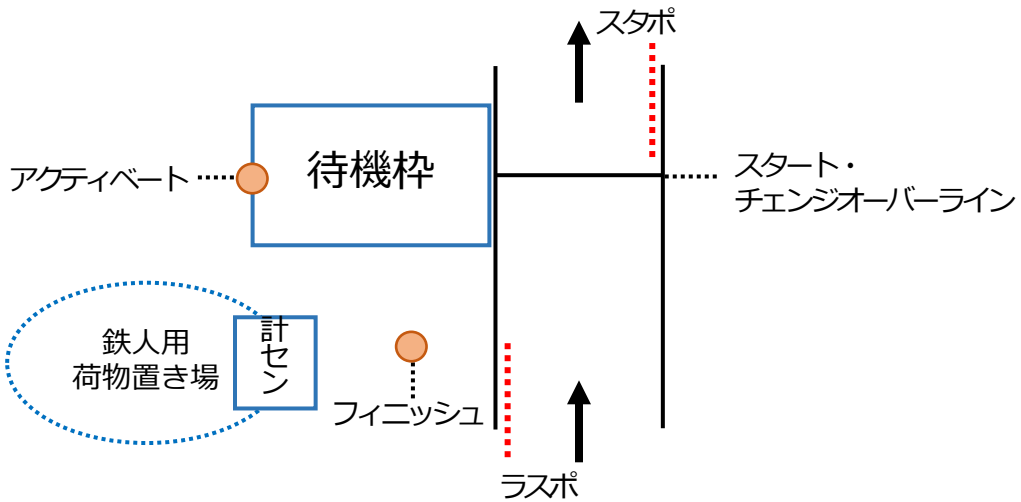 スタポ
待機枠
アクティベート
スタート・
チェンジオーバーライン
鉄人用
荷物置き場
計セン
フィニッシュ
ラスポ